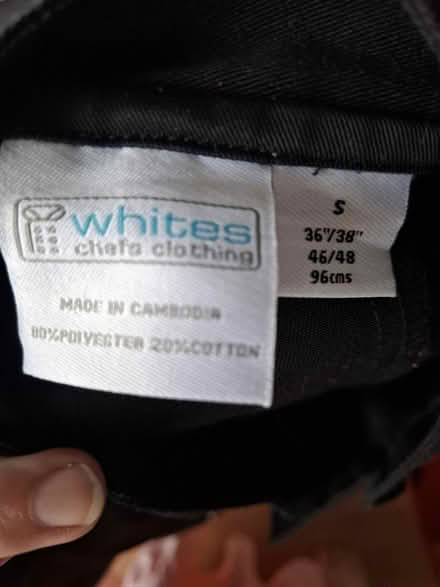 whites
chefs clothing
MADE IN CAMBODIA
80%POLYESTER 20%COTTON
S
36"/38"
46/48
96cms